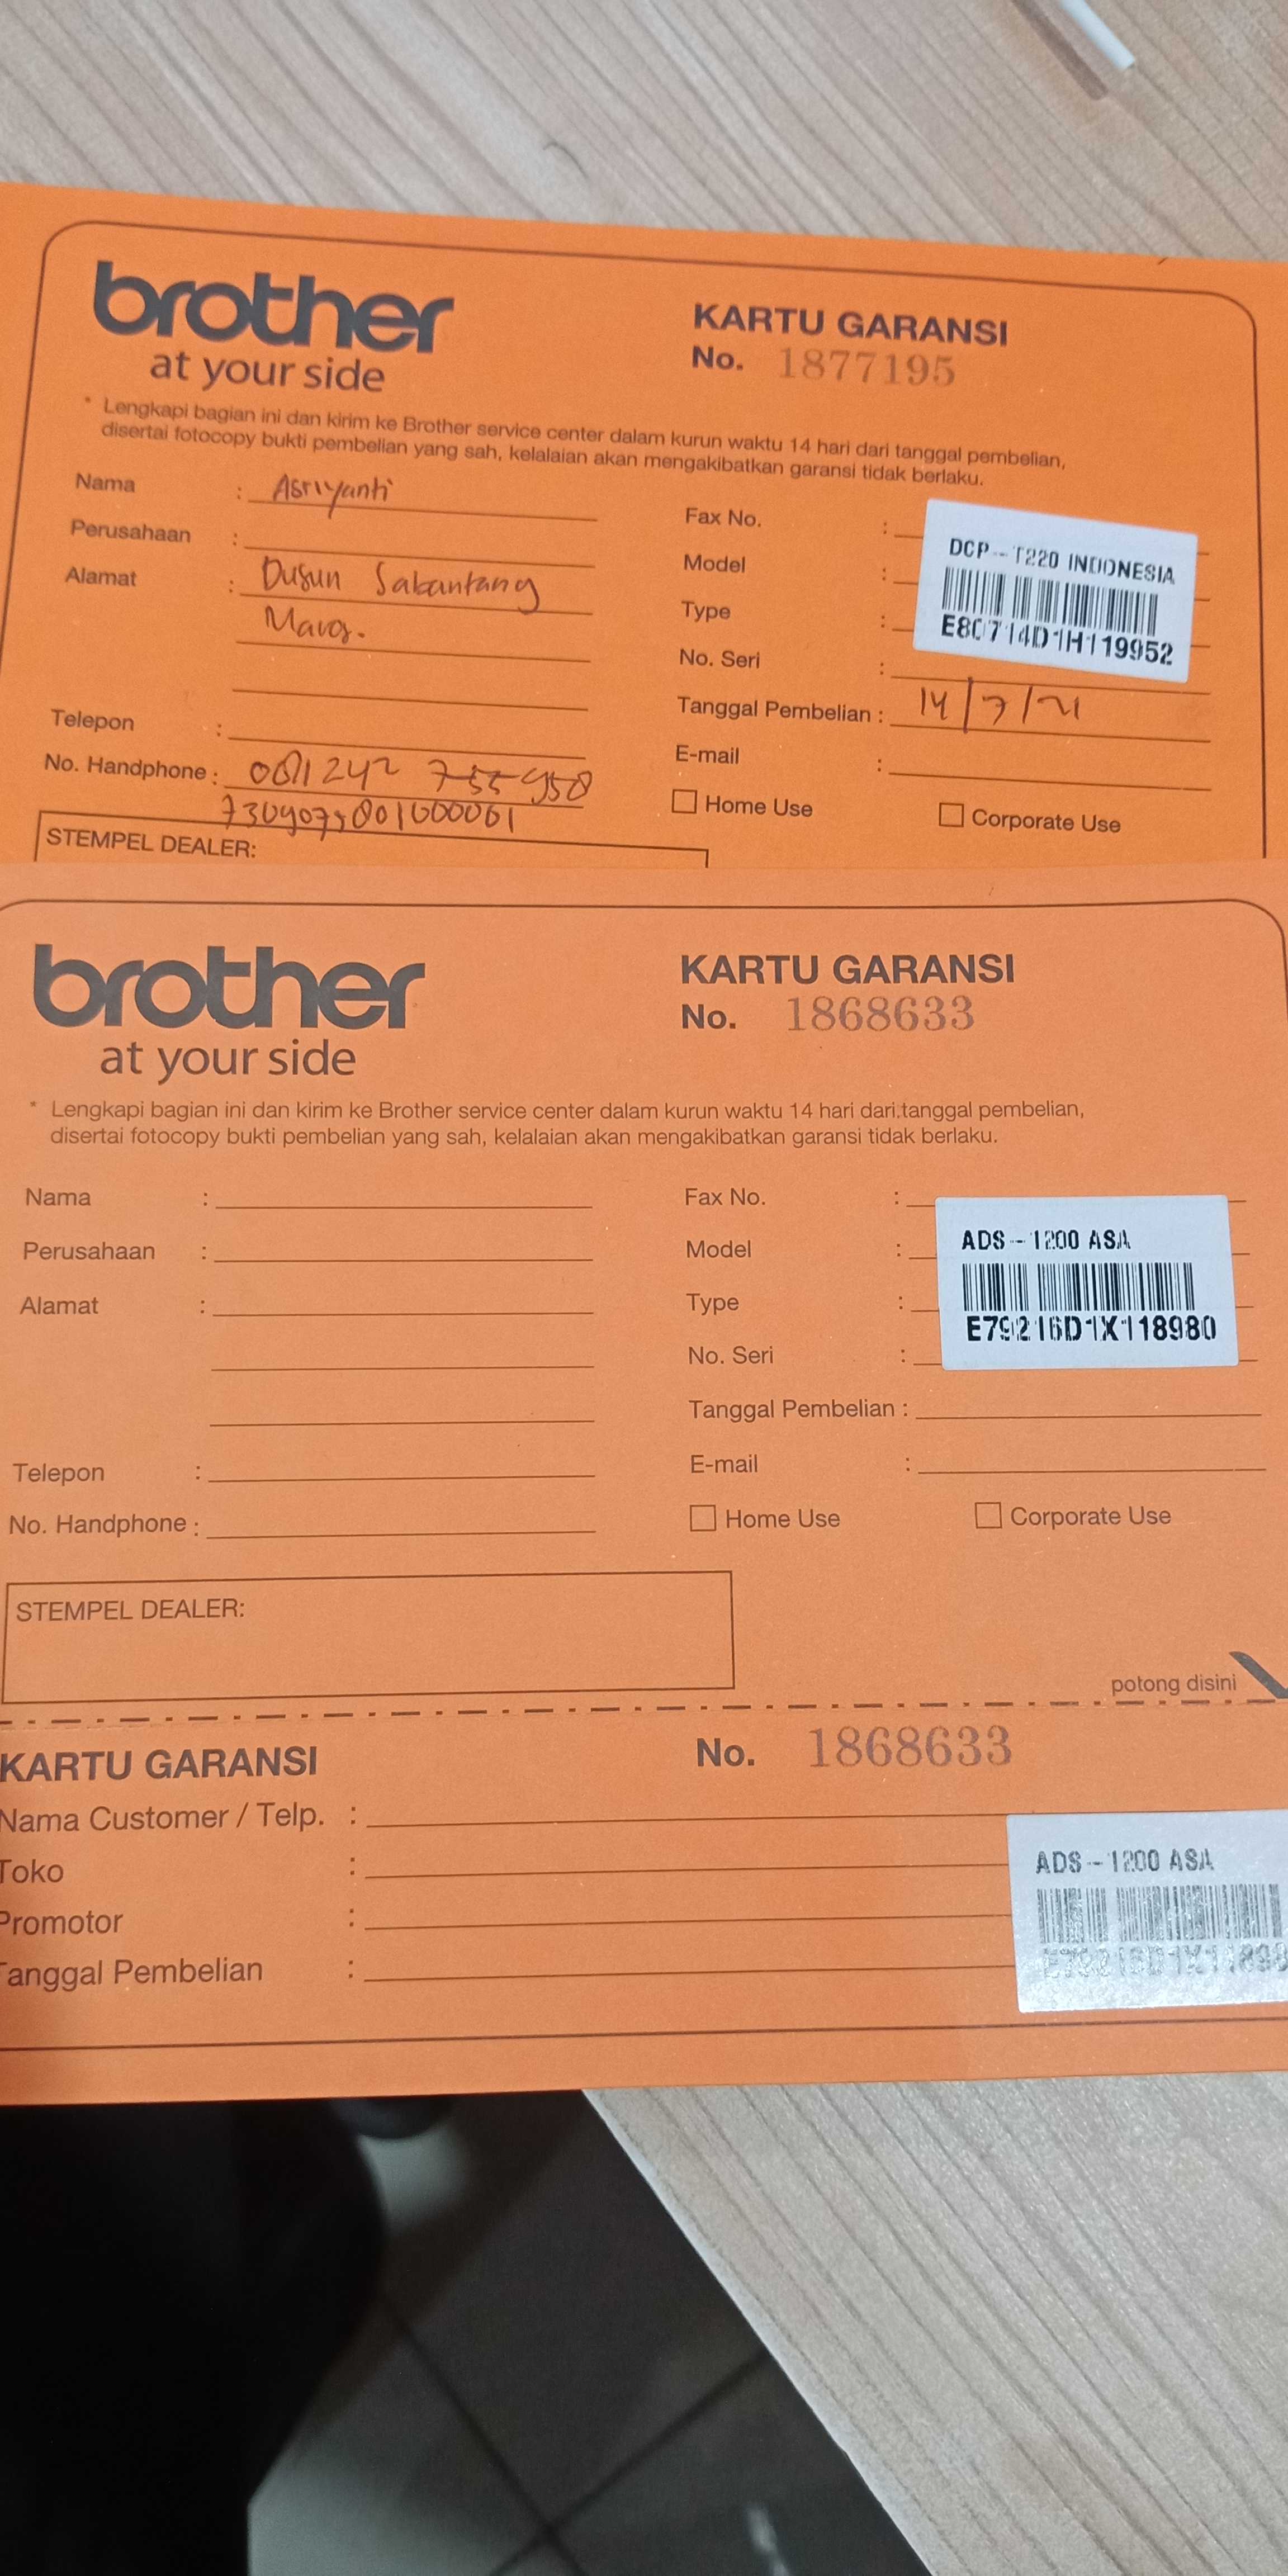 brother
at your side
KARTU GARANSI
No. 1877195
* Lengkapi bagian ini dan kirim ke Brother service center dalam kurun waktu 14 hari dari tanggal pembelian,
disertai fotocopy bukti pembelian yang sah, kelalaian akan mengakibatkan garansi tidak berlaku.
Nama : Asriyanti
Perusahaan :
Alamat : Dusun Sabantang
Telepon :
No. Handphone :
Fax No. :
Model :
Type :
No. Seri :
DCP-T220 INDONESIA
E80714D1H119952
Tanggal Pembelian : 14/7/21
E-mail :
Home Use
Corporate Use
STEMPEL DEALER:
brother
at your side
KARTU GARANSI
No. 1868633
* Lengkapi bagian ini dan kirim ke Brother service center dalam kurun waktu 14 hari dari tanggal pembelian,
disertai fotocopy bukti pembelian yang sah, kelalaian akan mengakibatkan garansi tidak berlaku.
Nama :
Perusahaan :
Alamat :
Telepon :
No. Handphone :
Fax No. :
Model :
Type :
No. Seri :
ADS-1200 ASA
E79216D1X118980
Tanggal Pembelian :
E-mail :
Home Use
Corporate Use
STEMPEL DEALER:
potong disini
KARTU GARANSI
No. 1868633
Nama Customer / Telp. :
Toko :
Promotor :
Tanggal Pembelian :
ADS-1200 ASA